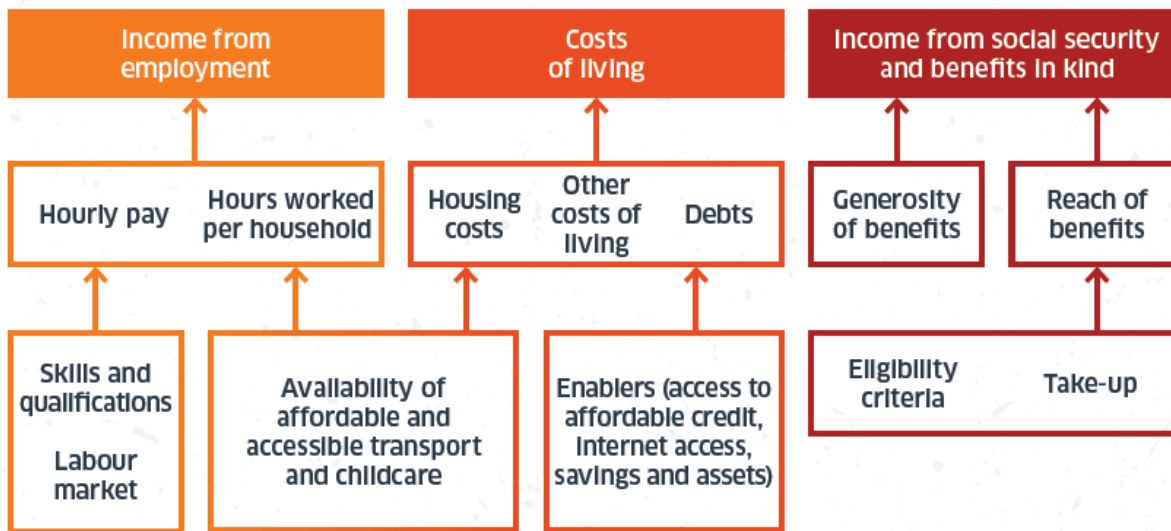 Income from
employment
Costs
of living
Income from social security
and benefits in kind
Hourly pay
Hours worked
per household
Housing
costs
Other
costs of
living
Debts
Generosity
of benefits
Reach of
benefits
Skills and
qualifications
Labour
market
Availability of
affordable and
accessible transport
and childcare
Enablers (access to
affordable credit,
internet access,
savings and assets)
Eligibility
criteria
Take-up